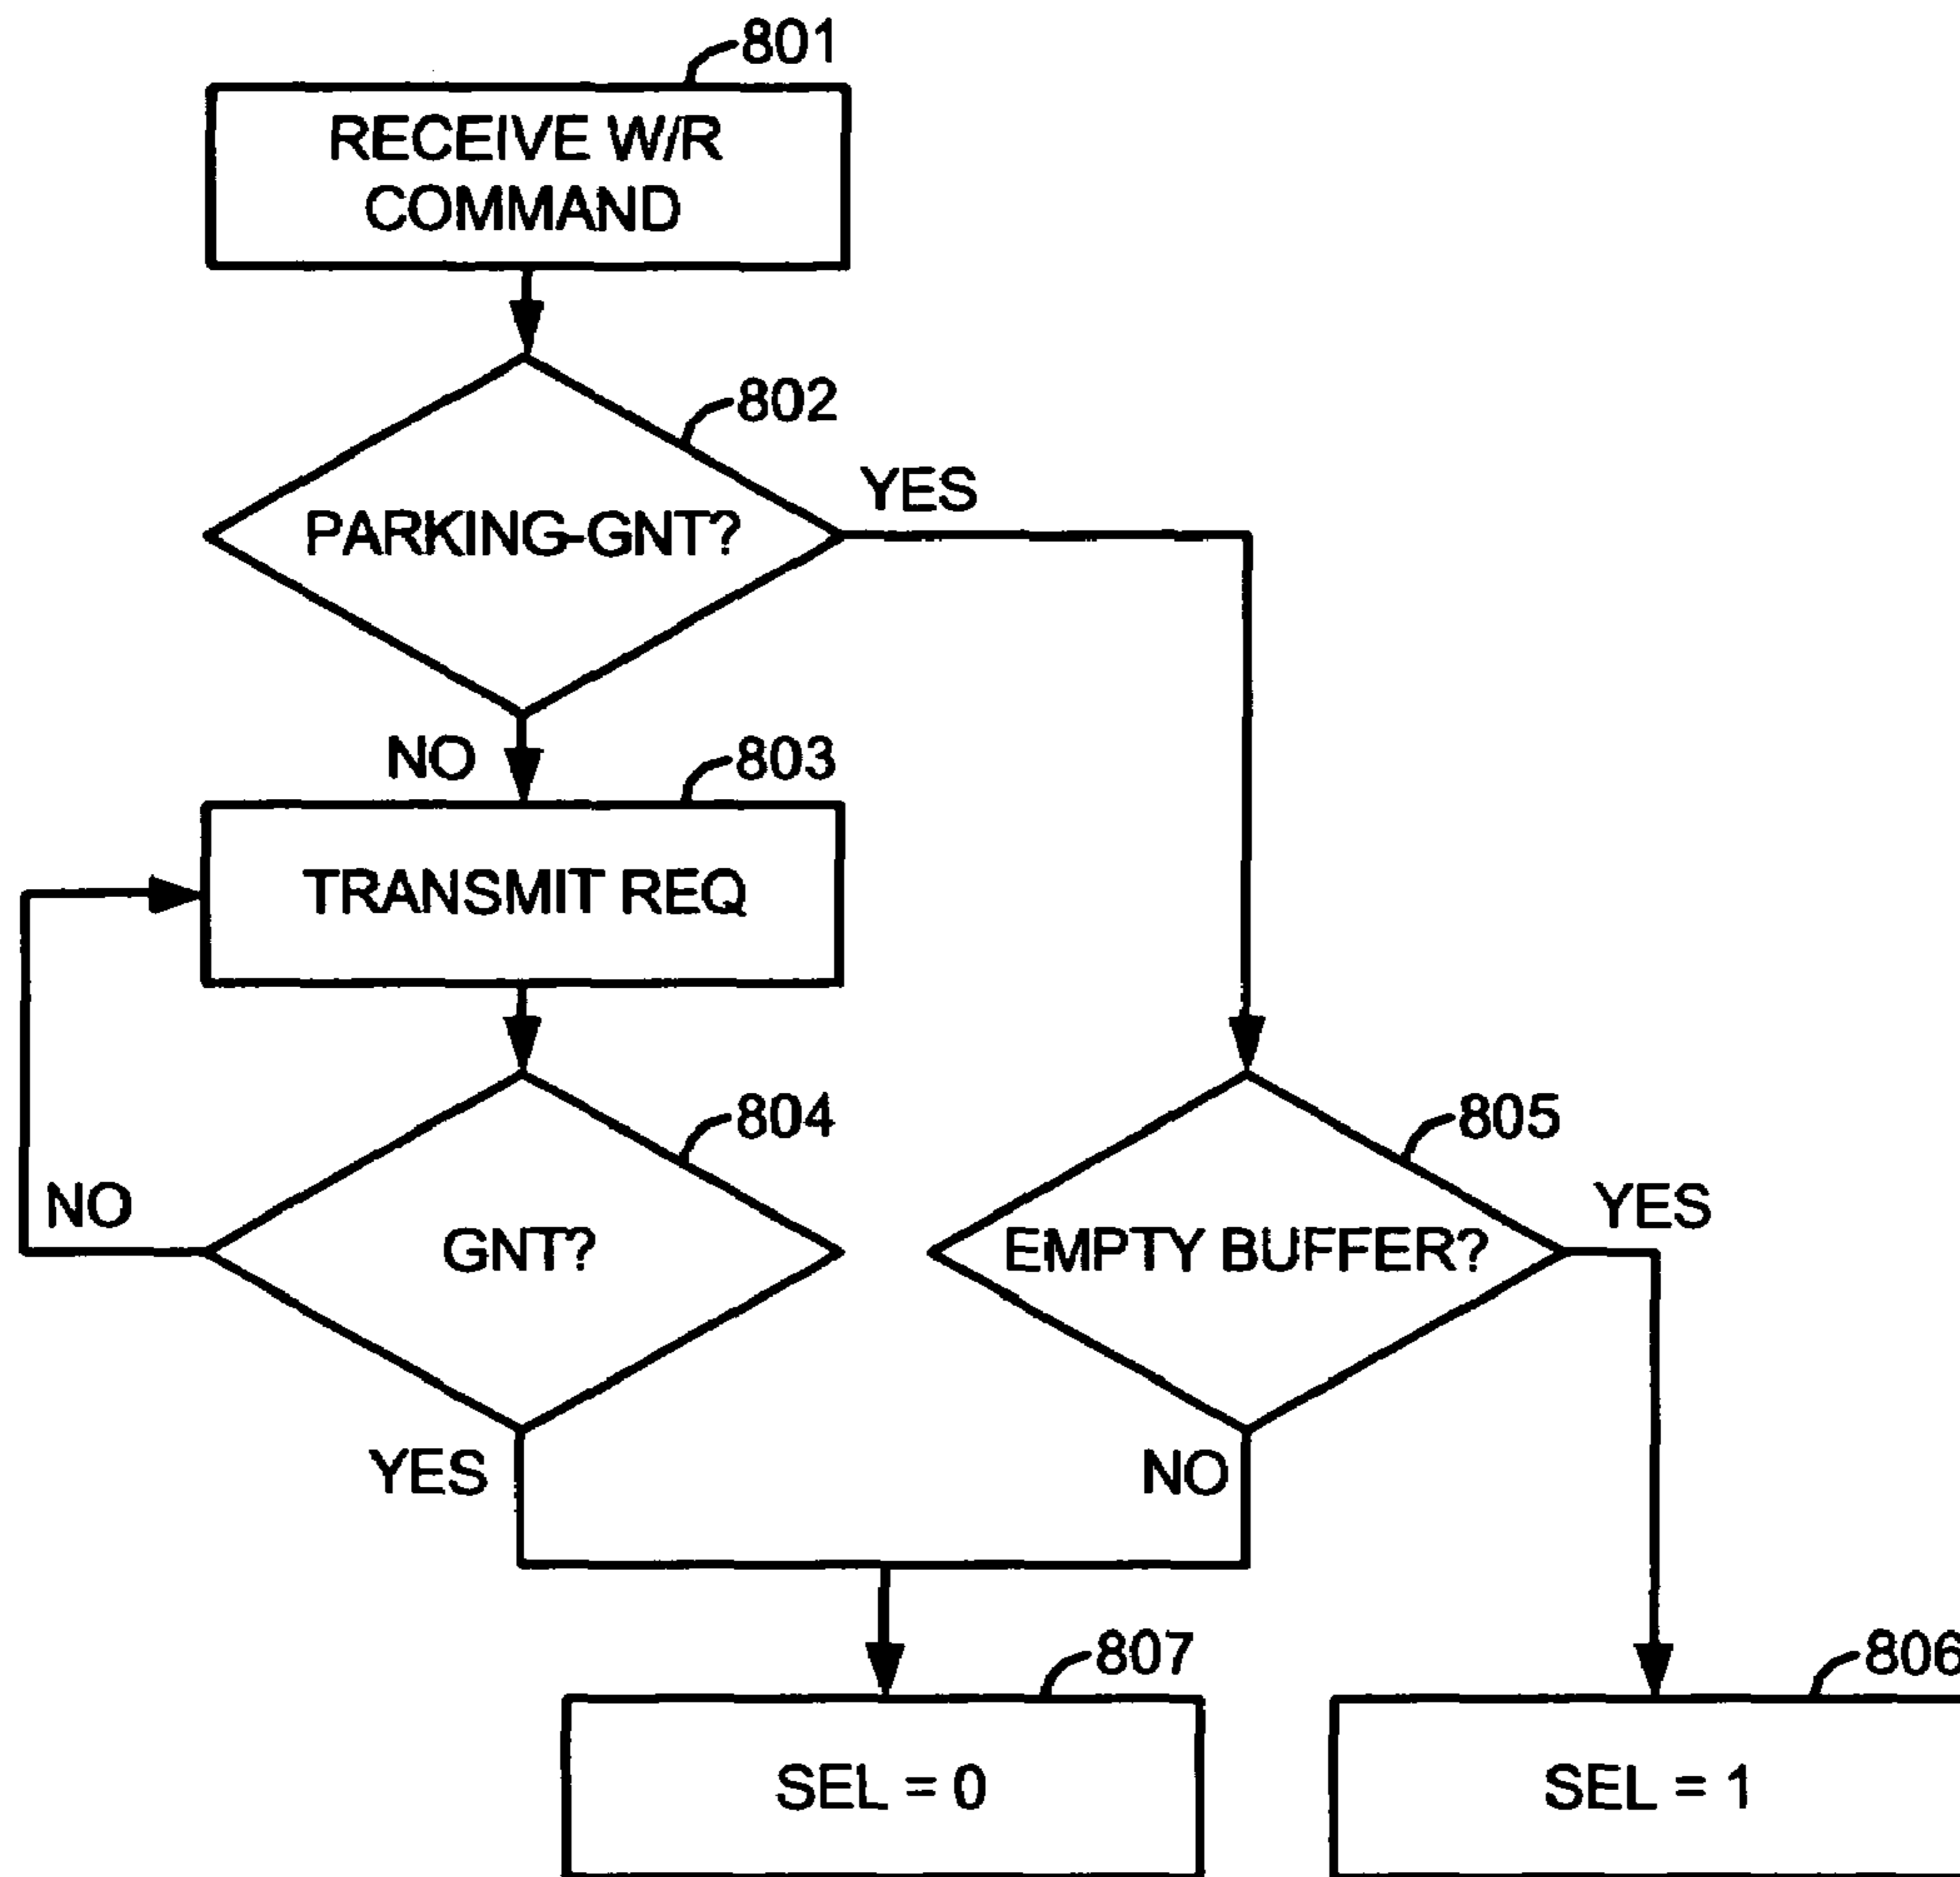 801
RECEIVE W/R
COMMAND
802
PARKING-GNT?
YES
NO
803
TRANSMIT REQ
804
GNT?
NO
YES
805
EMPTY BUFFER?
YES
NO
807
SEL = 0
806
SEL = 1